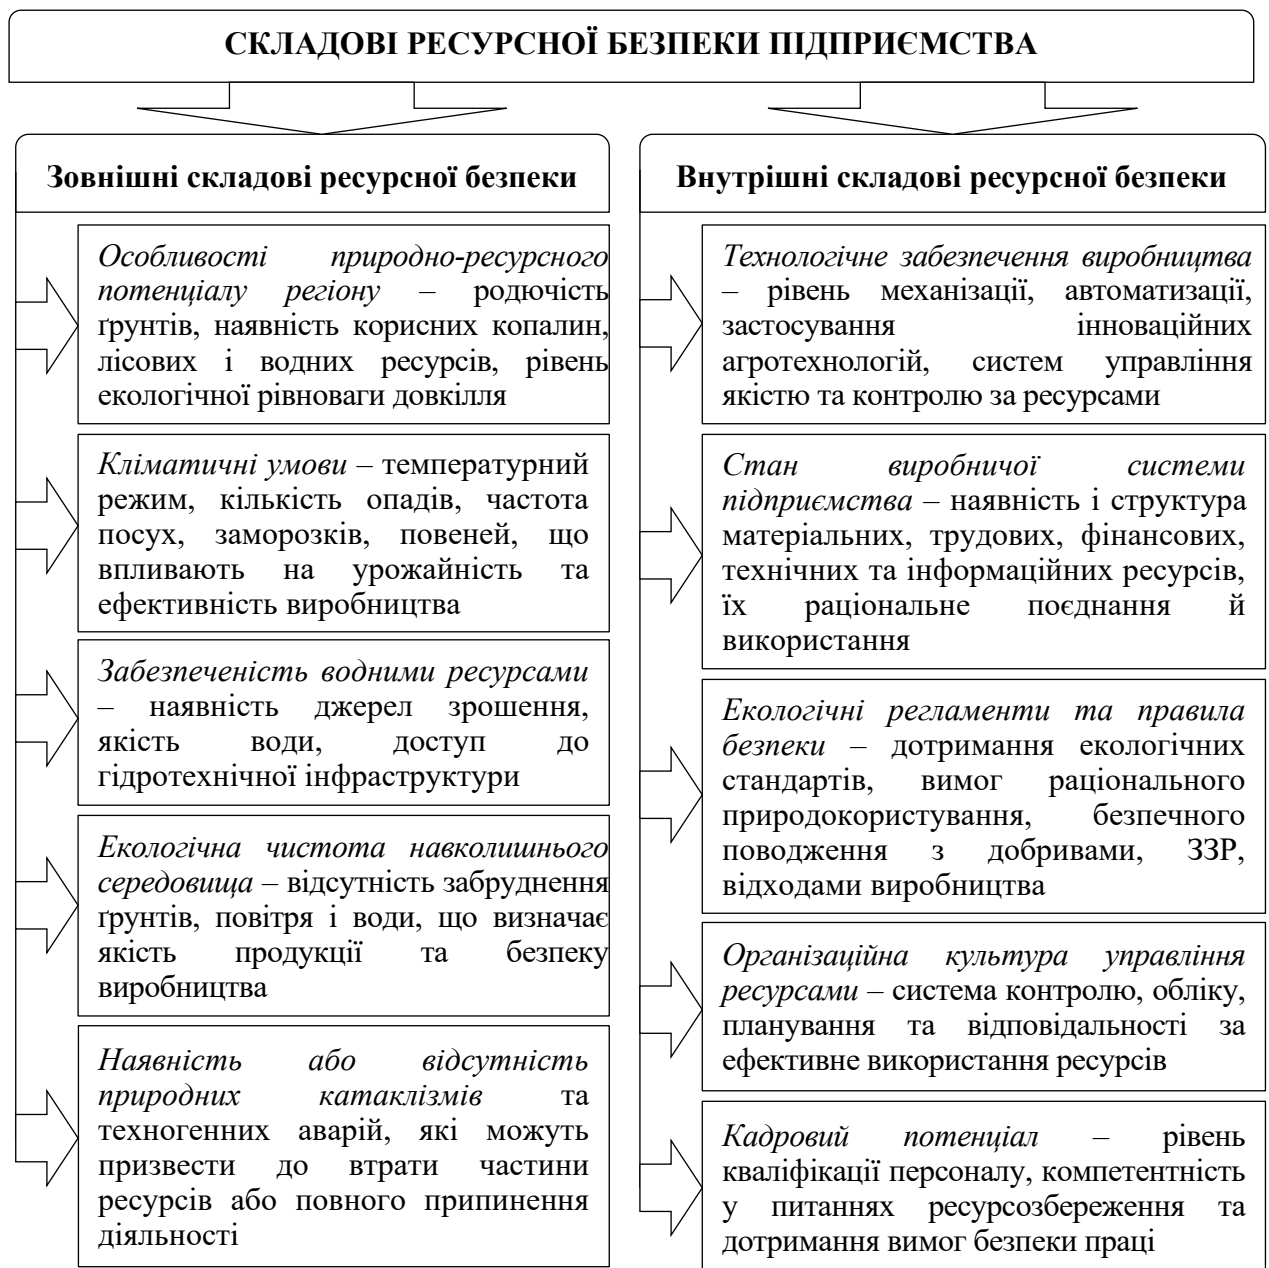 СКЛАДОВІ РЕСУРСНОЇ БЕЗПЕКИ ПІДПРИЄМСТВА
Зовнішні складові ресурсної безпеки
Особливості природно-ресурсного
потенціалу регіону – родючість
ґрунтів, наявність корисних копалин,
лісових і водних ресурсів, рівень
екологічної рівноваги довкілля
Кліматичні умови – температурний
режим, кількість опадів, частота
посух, заморозків, повеней, що
впливають на урожайність та
ефективність виробництва
Забезпеченість водними ресурсами
– наявність джерел зрошення,
якість води, доступ до
гідротехнічної інфраструктури
Екологічна чистота навколишнього
середовища – відсутність забруднення
ґрунтів, повітря і води, що визначає
якість продукції та безпеку
виробництва
Наявність або відсутність
природних катаклізмів та
техногенних аварій, які можуть
призвести до втрати частини
ресурсів або повного припинення
діяльності
Внутрішні складові ресурсної безпеки
Технологічне забезпечення виробництва
– рівень механізації, автоматизації,
застосування інноваційних
агротехнологій, систем управління
якістю та контролю за ресурсами
Стан виробничої системи
підприємства – наявність і структура
матеріальних, трудових, фінансових,
технічних та інформаційних ресурсів,
їх раціональне поєднання й
використання
Екологічні регламенти та правила
безпеки – дотримання екологічних
стандартів, вимог раціонального
природокористування, безпечного
поводження з добривами, ЗЗР,
відходами виробництва
Організаційна культура управління
ресурсами – система контролю, обліку,
планування та відповідальності за
ефективне використання ресурсів
Кадровий потенціал – рівень
кваліфікації персоналу, компетентність
у питаннях ресурсозбереження та
дотримання вимог безпеки праці